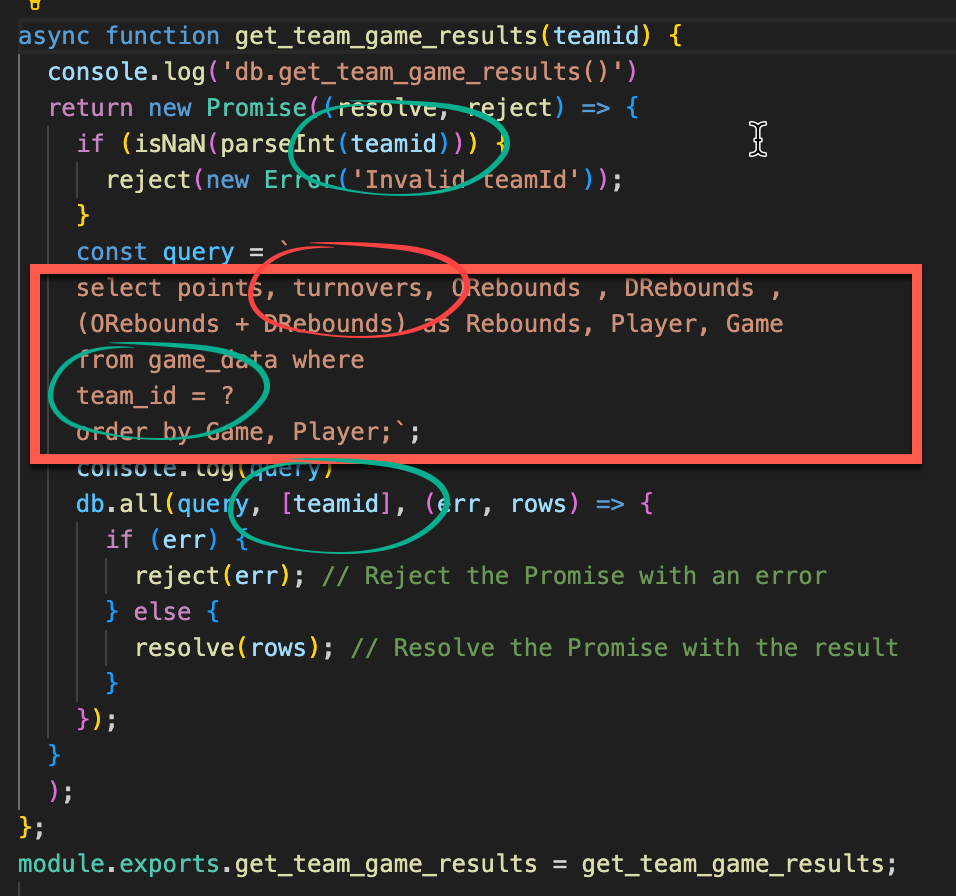 async function get_team_game_results(teamid) {
console.log('db.get_team_game_results()')
return new Promise((resolve, reject) => {
if (isNaN(parseInt(teamid))) {
reject(new Error('Invalid teamId'));
}
const query = `
select points, turnovers, ORebounds , DRebounds ,
(ORebounds + DRebounds) as Rebounds, Player, Game
from game_data where
team_id = ?
order by Game, Player;`;
console.log(query)
db.all(query, [teamid], (err, rows) => {
if (err) {
reject(err); // Reject the Promise with an error
} else {
resolve(rows); // Resolve the Promise with the result
}
});
}
);
};
module.exports.get_team_game_results = get_team_game_results;